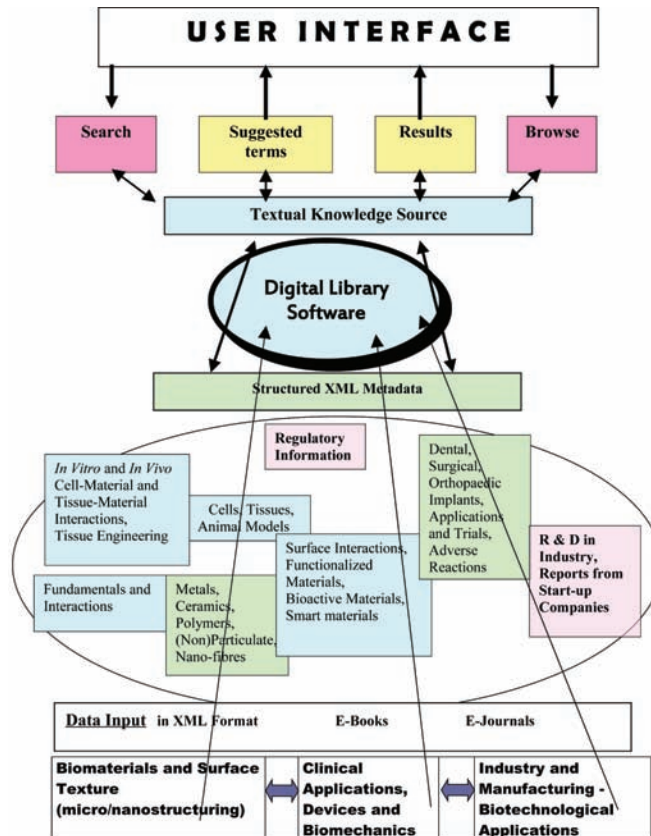 USER INTERFACE
Search
Suggested
terms
Results
Browse
Textual Knowledge Source
Digital Library
Software
Structured XML Metadata
Regulatory
Information
In Vitro and In Vivo
Cell-Material and
Tissue-Material
Interactions,
Tissue Engineering
Cells, Tissues,
Animal Models
Dental,
Surgical,
Orthopaedic
Implants,
Applications
and Trials,
Adverse
Reactions
R & D in
Industry,
Reports from
Start-up
Companies
Surface Interactions,
Functionalized
Materials,
Bioactive Materials,
Smart materials
Fundamentals and
Interactions
Metals,
Ceramics,
Polymers,
(Non)Particulate,
Nano-fibres
Data Input in XML Format E-Books E-Journals
Biomaterials and Surface
Texture
(micro/nanostructuring)
Clinical
Applications,
Devices and
Biomechanics
Industry and
Manufacturing -
Biotechnological
Applications